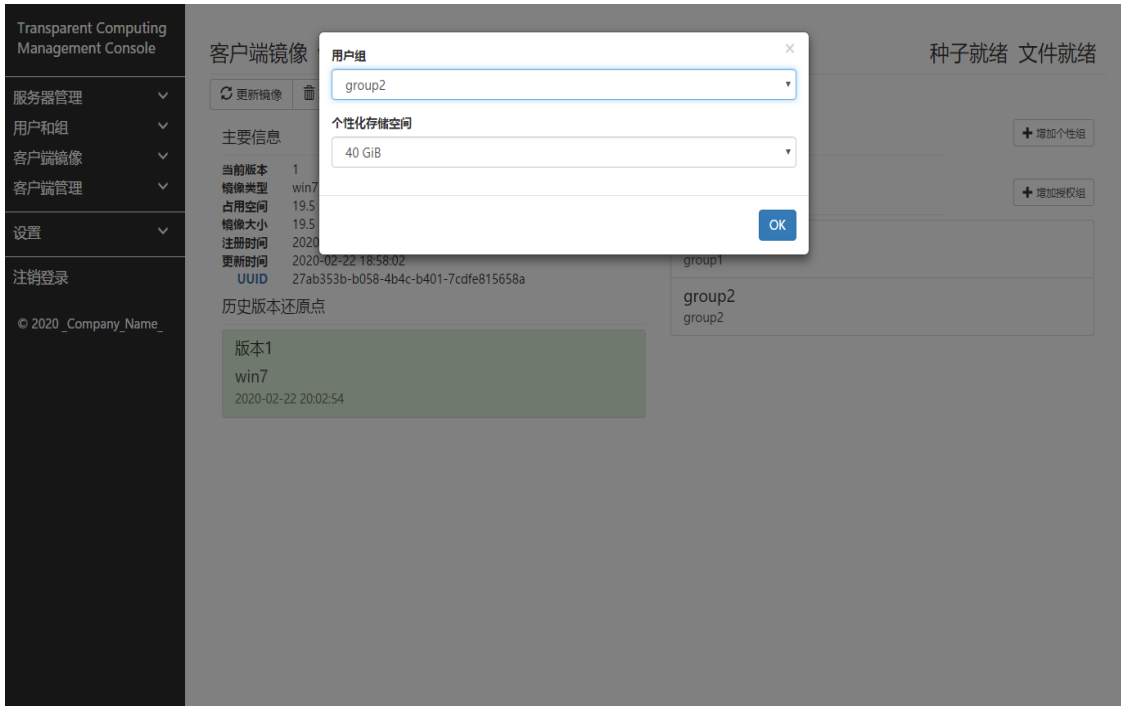 Transparent Computing
Management Console
服务器管理
用户和组
客户端镜像
客户端管理
设置
注销登录
© 2020 _Company_Name_
客户端镜像
种子就绪 文件就绪
更新镜像
主要信息
当前版本 1
镜像类型 win7
占用空间 19.5
镜像大小 19.5
注册时间 2020
更新时间 2020-02-22 18:58:02
UUID 27ab353b-b058-4b4c-b401-7cdfe815658a
历史版本还原点
版本1
win7
2020-02-22 20:02:54
用户组
×
group2
个性化存储空间
40 GiB
OK
增加个性组
增加授权组
group1
group2
group2